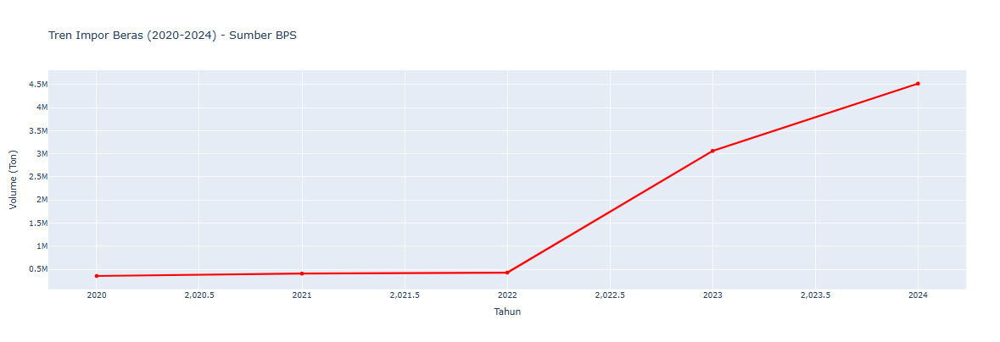 Tren Impor Beras (2020-2024) - Sumber BPS
4.5M
4M
3.5M
3M
2.5M
2M
1.5M
1M
0.5M
Volume (Ton)
2020 2,020.5 2021 2,021.5 2022 2,022.5 2023 2,023.5 2024
Tahun